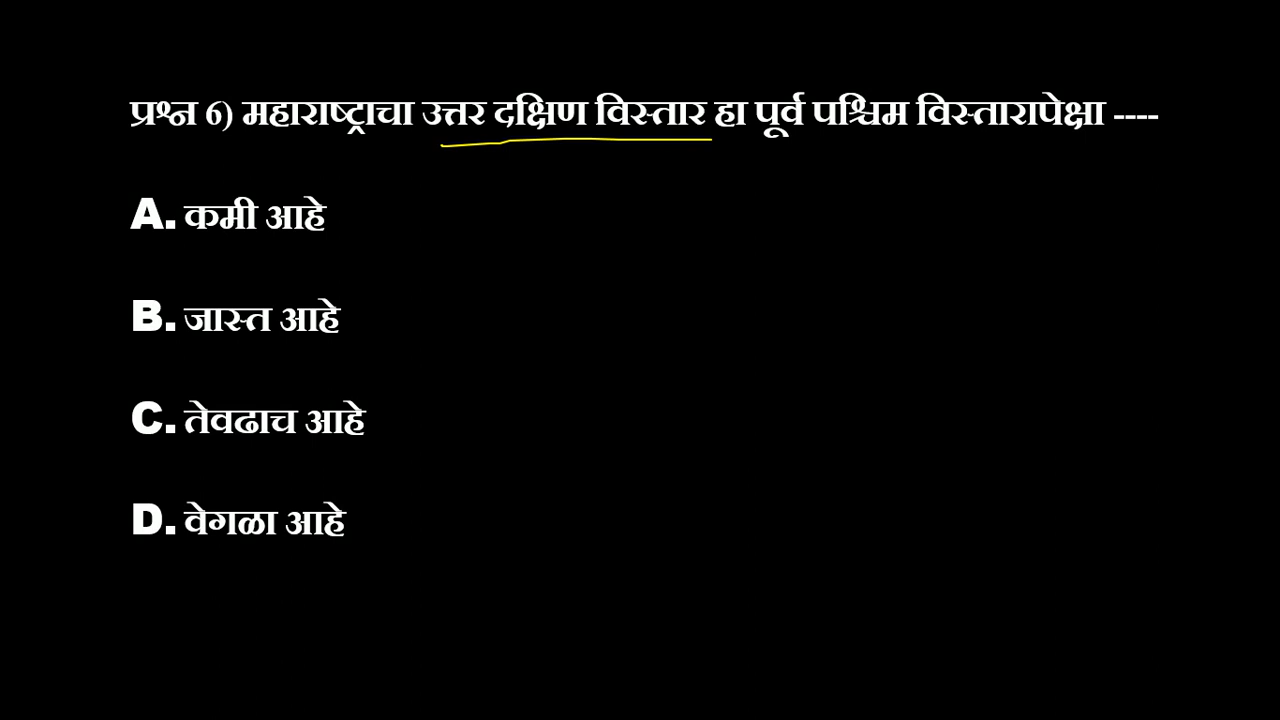 प्रश्न 6) महाराष्ट्राचा उत्तर दक्षिण विस्तार हा पूर्व पश्चिम विस्तारापेक्षा ----
A. कमी आहे
B. जास्त आहे
C. तेवढाच आहे
D. वेगळा आहे